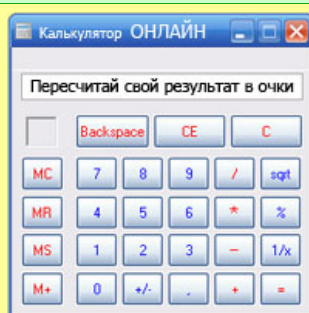 Калькулятор ОНЛАЙН
Пересчитай свой результат в очки
Backspace CE C
MC 7 8 9 / sqrt
MR 4 5 6 * %
MS 1 2 3 - 1/x
M+ 0 +/- , + =